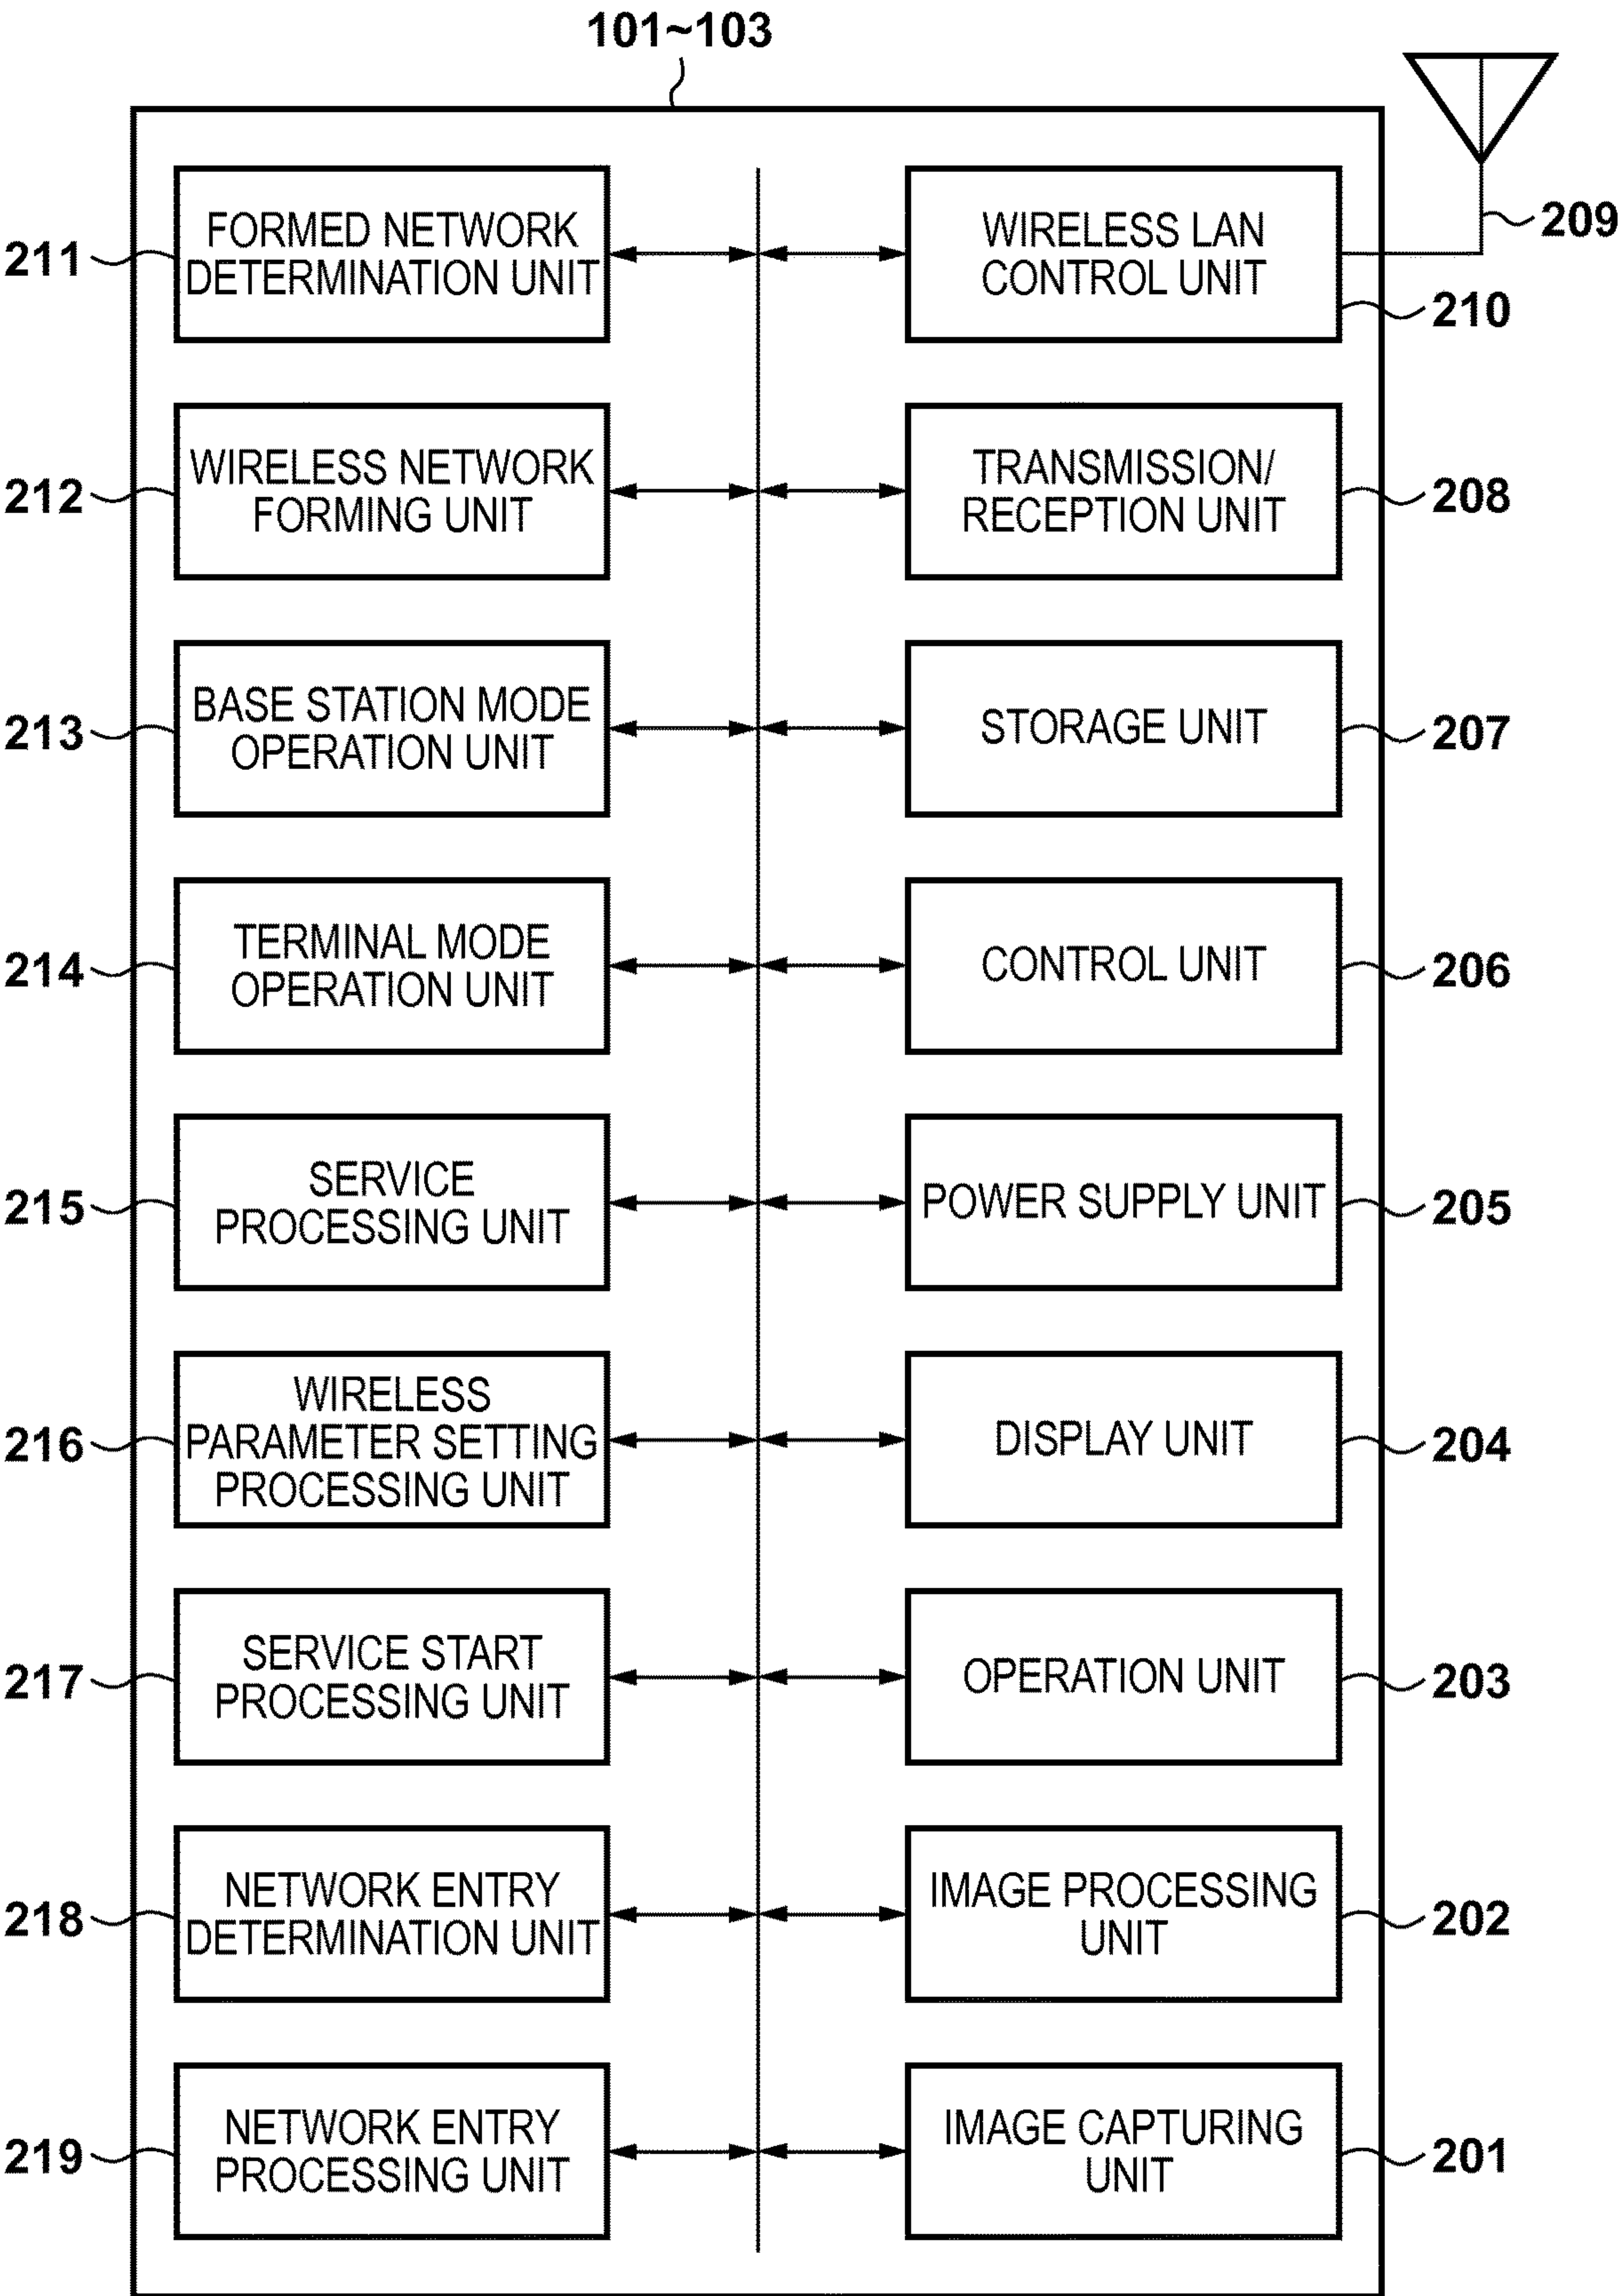 101~103
209
211
FORMED NETWORK
DETERMINATION UNIT
WIRELESS LAN
CONTROL UNIT
210
212
WIRELESS NETWORK
FORMING UNIT
TRANSMISSION/
RECEPTION UNIT
208
213
BASE STATION MODE
OPERATION UNIT
STORAGE UNIT
207
214
TERMINAL MODE
OPERATION UNIT
CONTROL UNIT
206
215
SERVICE
PROCESSING UNIT
POWER SUPPLY UNIT
205
216
WIRELESS
PARAMETER SETTING
PROCESSING UNIT
DISPLAY UNIT
204
217
SERVICE START
PROCESSING UNIT
OPERATION UNIT
203
218
NETWORK ENTRY
DETERMINATION UNIT
IMAGE PROCESSING
UNIT
202
219
NETWORK ENTRY
PROCESSING UNIT
IMAGE CAPTURING
UNIT
201